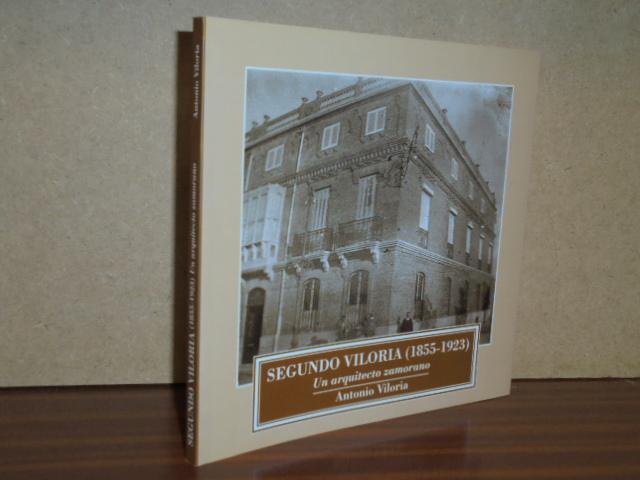 SEGUNDO VILORIA (1855-1923)
Un arquitecto zamorano
Antonio Viloria
SEGUNDO VILORIA (1855-1923) Un arquitecto zamorano Antonio Viloria